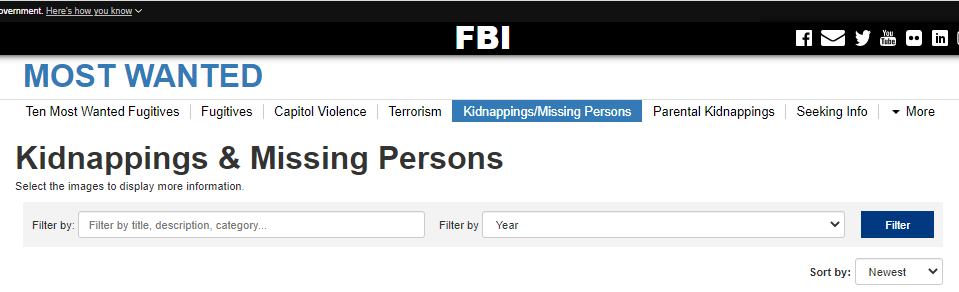 overnment. Here's how you know
FBI
You Tube
MOST WANTED
Ten Most Wanted Fugitives Fugitives Capitol Violence Terrorism Kidnappings/Missing Persons Parental Kidnappings Seeking Info More
Kidnappings & Missing Persons
Select the images to display more information.
Filter by: Filter by title, description, category... Filter by Year Filter
Sort by: Newest